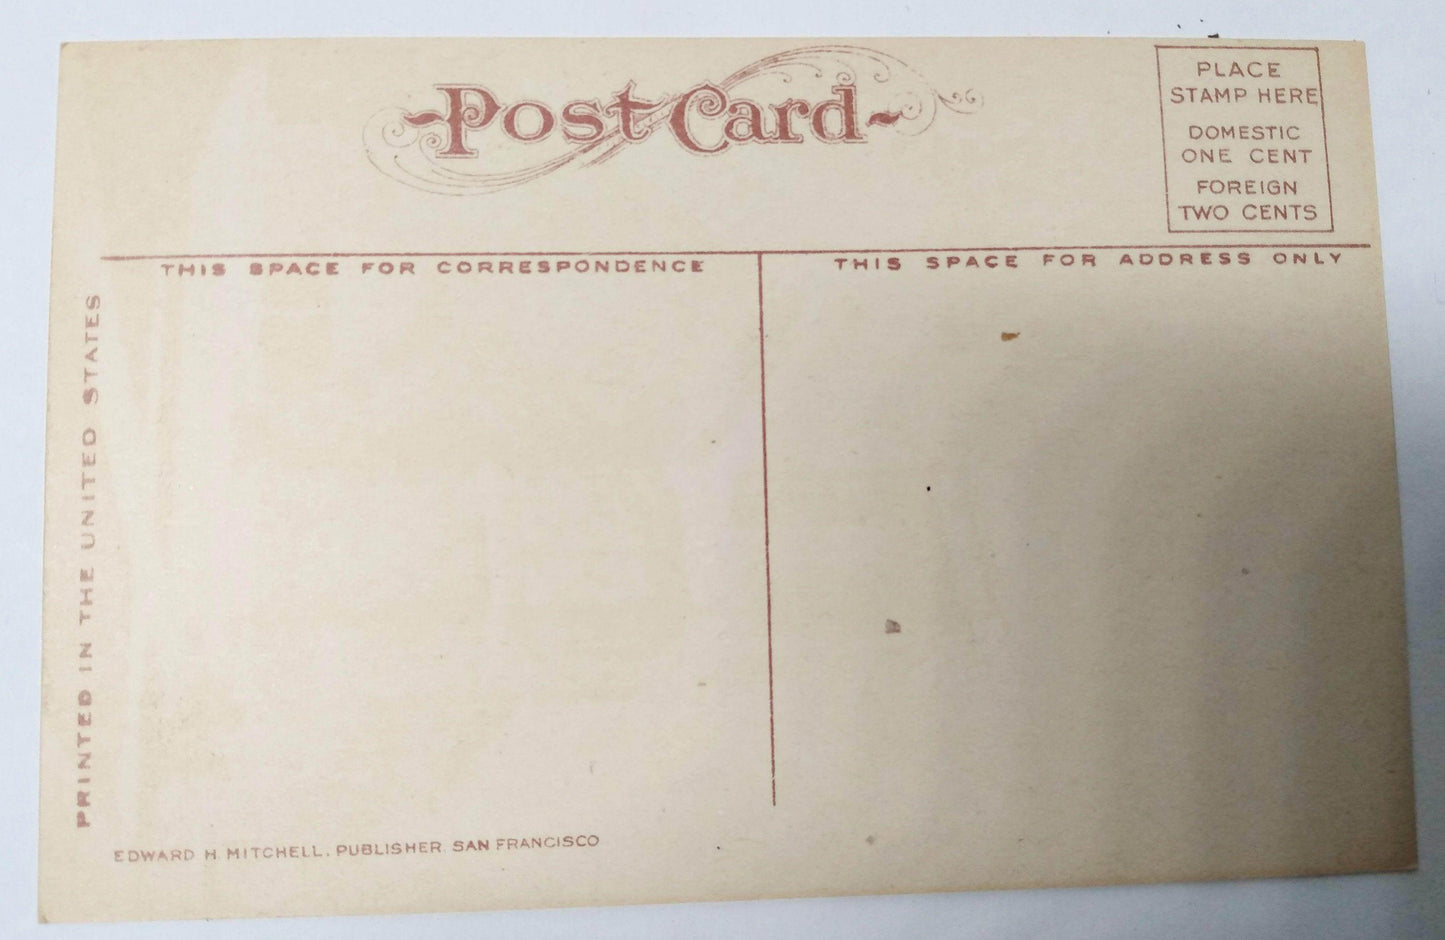 Post Card
PLACE
STAMP HERE
DOMESTIC
ONE CENT
FOREIGN
TWO CENTS
THIS SPACE FOR CORRESPONDENCE
THIS SPACE FOR ADDRESS ONLY
PRINTED IN THE UNITED STATES
EDWARD H. MITCHELL, PUBLISHER, SAN FRANCISCO